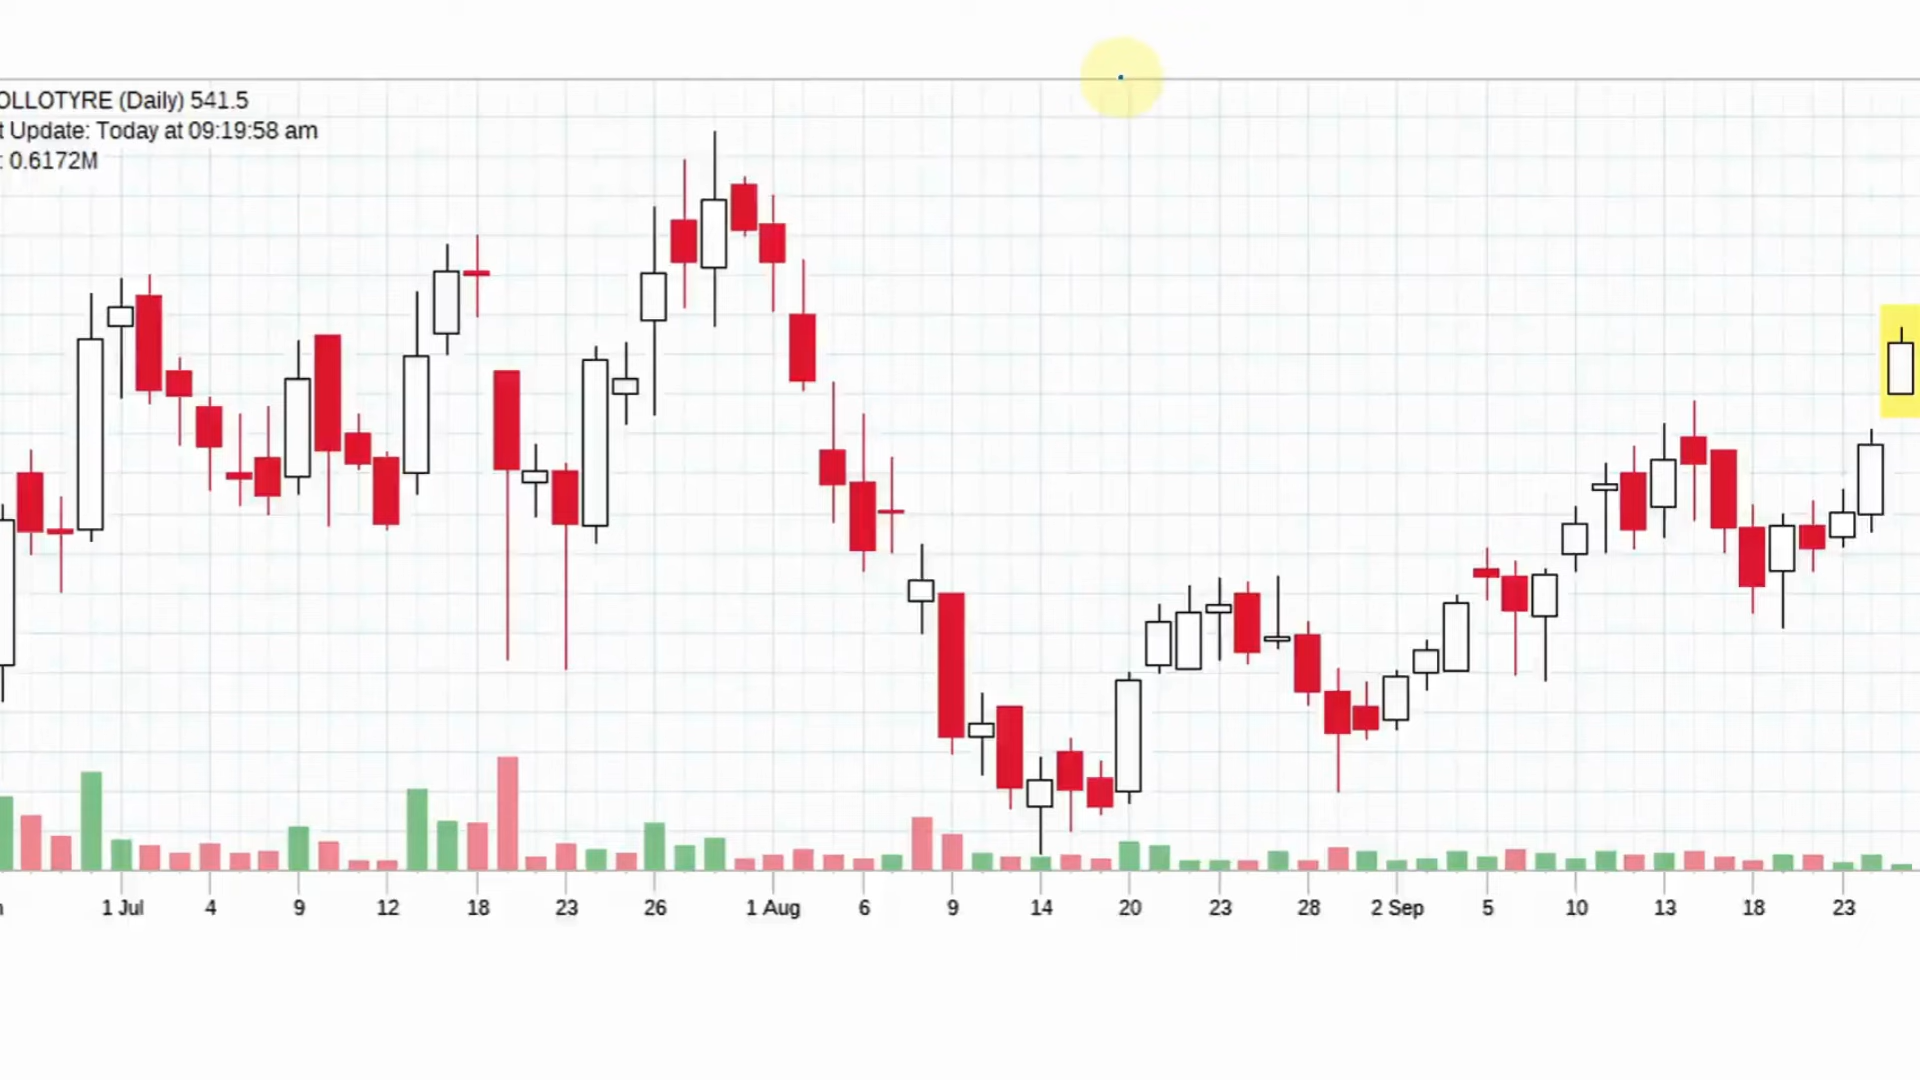 OLLOTYRE (Daily) 541.5
t Update: Today at 09:19:58 am
: 0.6172M
1 Jul 4 9 12 18 23 26 1 Aug 6 9 14 20 23 28 2 Sep 5 10 13 18 23